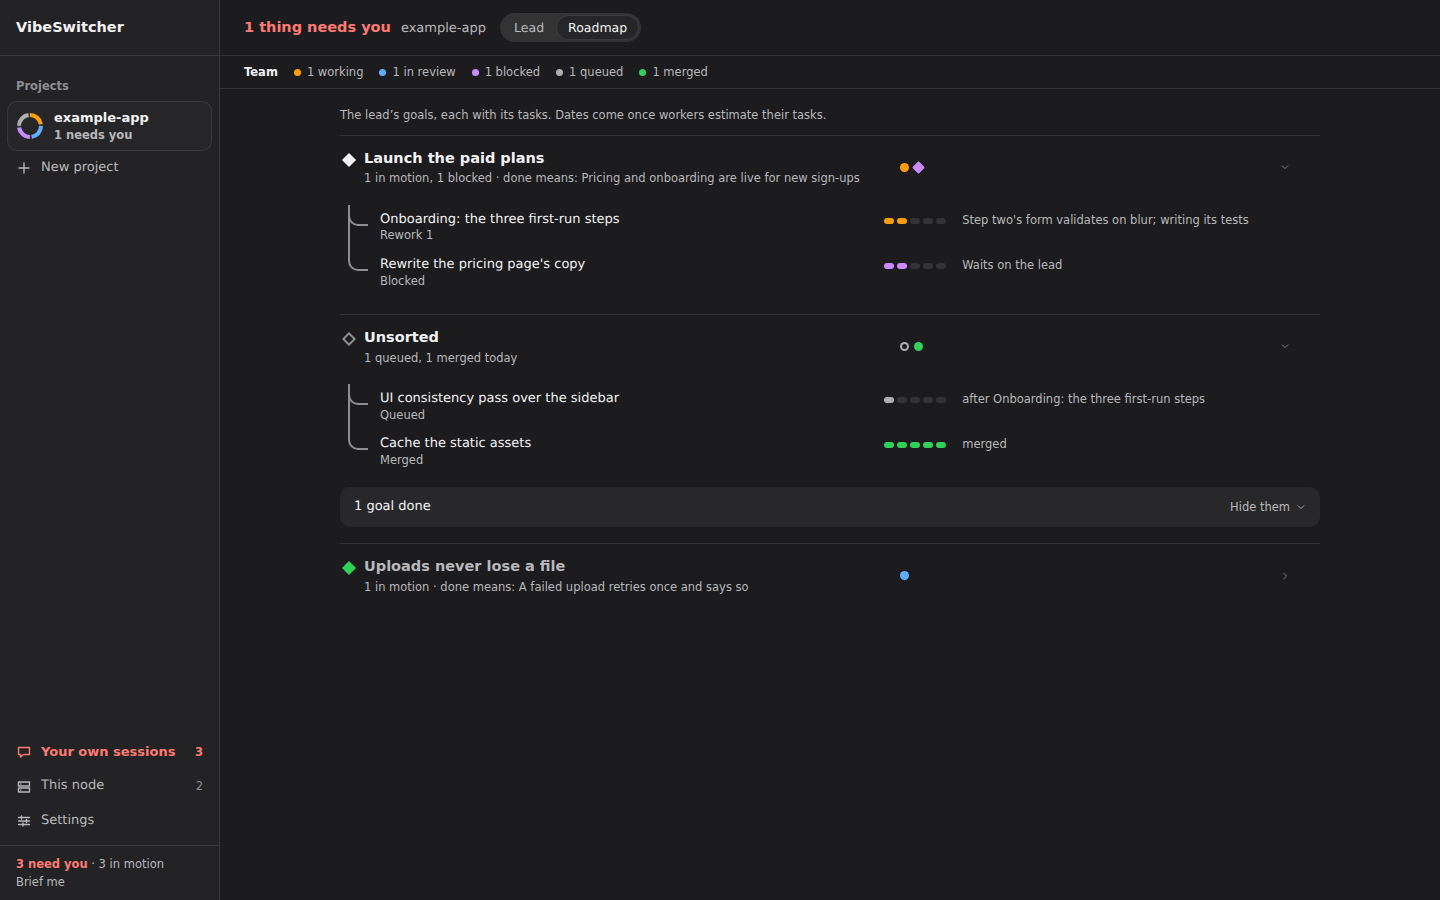 VibeSwitcher
Projects
example-app
1 needs you
New project
Your own sessions 3
This node 2
Settings
3 need you · 3 in motion
Brief me
1 thing needs you example-app Lead Roadmap
Team 1 working 1 in review 1 blocked 1 queued 1 merged
The lead’s goals, each with its tasks. Dates come once workers estimate their tasks.
Launch the paid plans
1 in motion, 1 blocked · done means: Pricing and onboarding are live for new sign-ups
Onboarding: the three first-run steps
Rework 1
Step two's form validates on blur; writing its tests
Rewrite the pricing page's copy
Blocked
Waits on the lead
Unsorted
1 queued, 1 merged today
UI consistency pass over the sidebar
Queued
after Onboarding: the three first-run steps
Cache the static assets
Merged
merged
1 goal done Hide them
Uploads never lose a file
1 in motion · done means: A failed upload retries once and says so